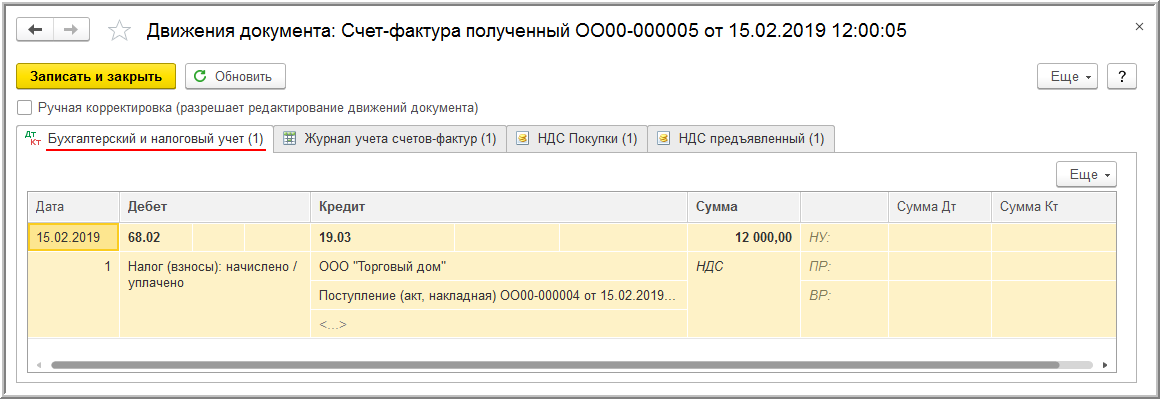 Движения документа: Счет-фактура полученный ОО00-000005 от 15.02.2019 12:00:05
Записать и закрыть Обновить Еще ?
Ручная корректировка (разрешает редактирование движений документа)
Дт Кт Бухгалтерский и налоговый учет (1) Журнал учета счетов-фактур (1) НДС Покупки (1) НДС предъявленный (1)
Еще
Дата Дебет Кредит Сумма Сумма Дт Сумма Кт
15.02.2019 68.02 19.03 12 000,00 НУ:
1 Налог (взносы): начислено / ООО "Торговый дом" НДС ПР:
уплачено
Поступление (акт, накладная) ОО00-000004 от 15.02.2019... ВР:
<...>